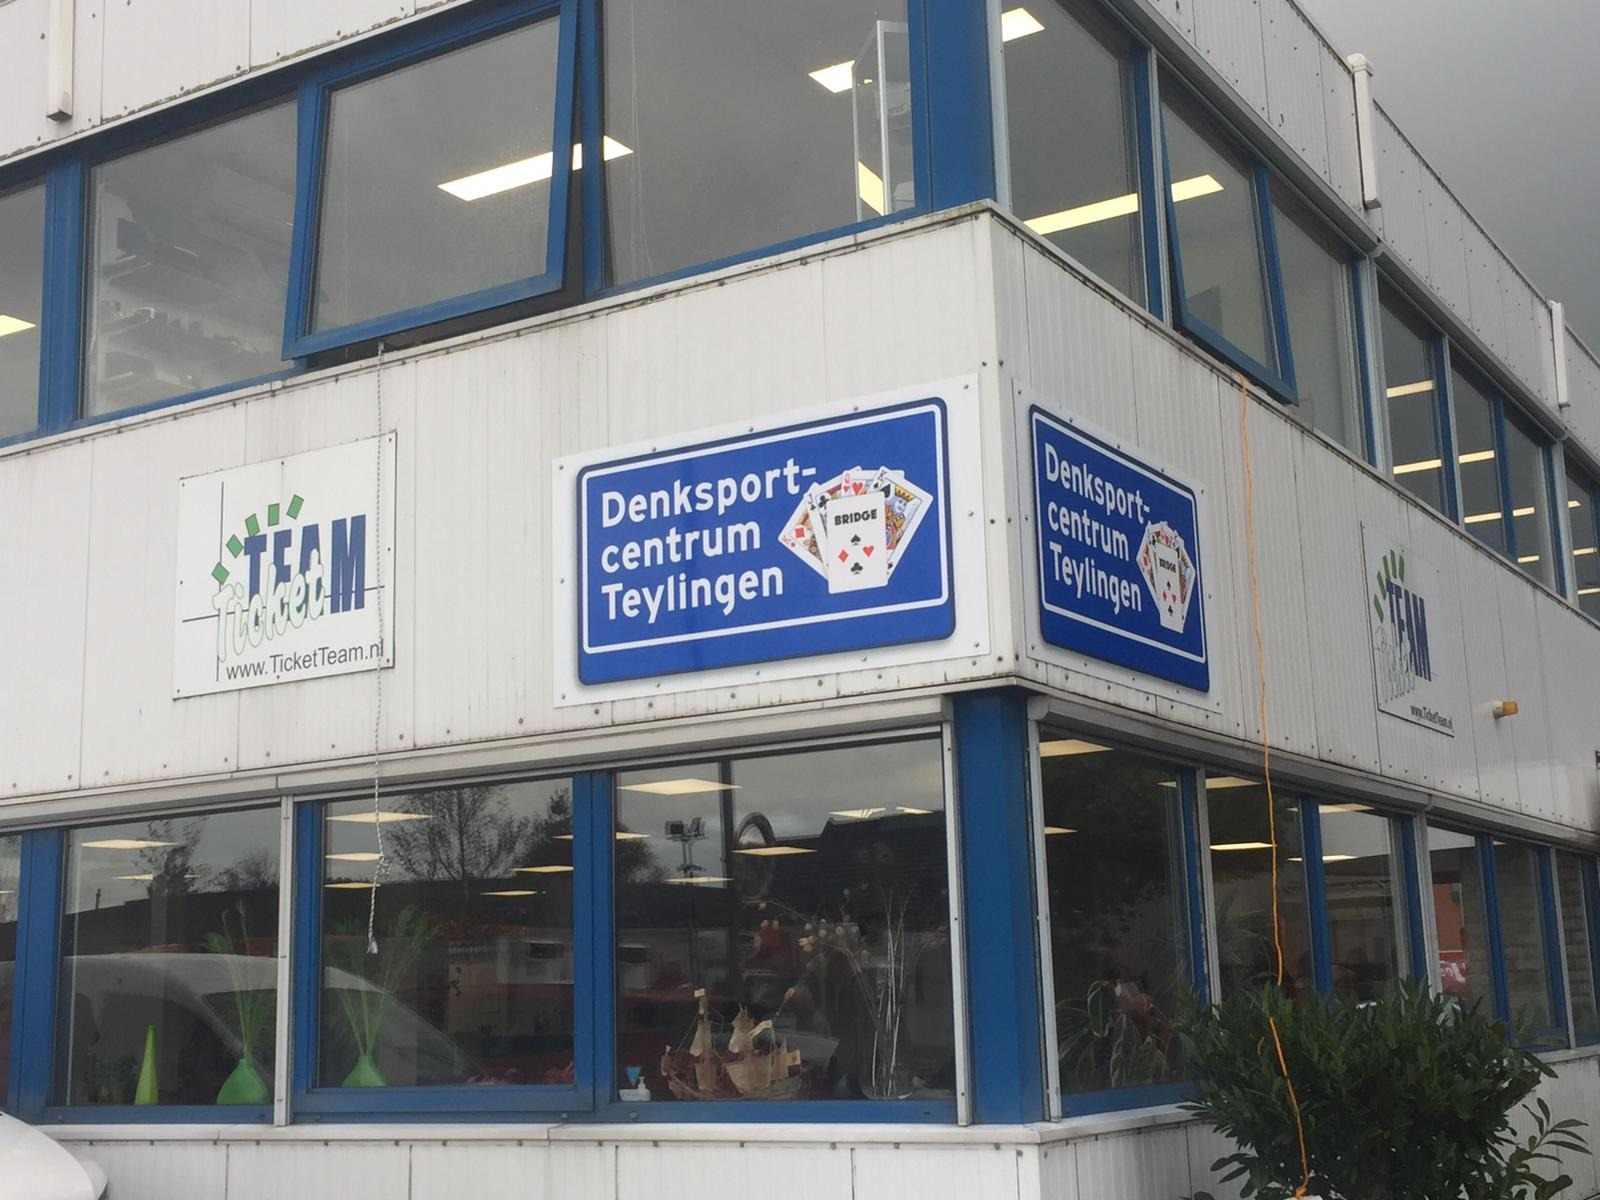 TEAM
Ticket
www.TicketTeam.nl
Denksport-
centrum
Teylingen
BRIDGE
Denksport-
centrum
Teylingen
BRIDGE
TEAM
Ticket
www.TicketTeam.nl